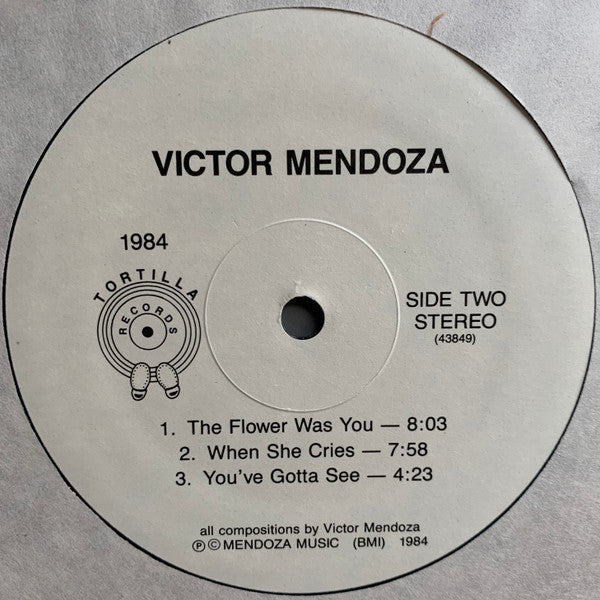 VICTOR MENDOZA
1984
TORTILLA
RECORDS
SIDE TWO
STEREO
(43849)
1. The Flower Was You — 8:03
2. When She Cries — 7:58
3. You've Gotta See — 4:23
all compositions by Victor Mendoza
Ⓟ © MENDOZA MUSIC (BMI) 1984